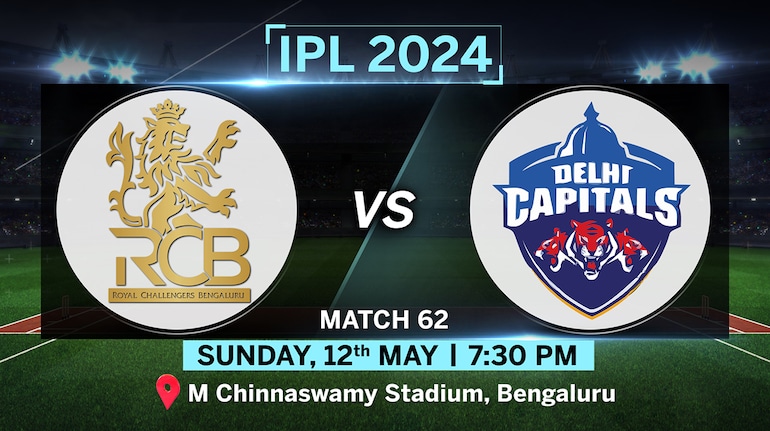 IPL 2024
RCB
ROYAL CHALLENGERS BENGALURU
VS
DELHI
CAPITALS
MATCH 62
SUNDAY, 12th MAY | 7:30 PM
M Chinnaswamy Stadium, Bengaluru